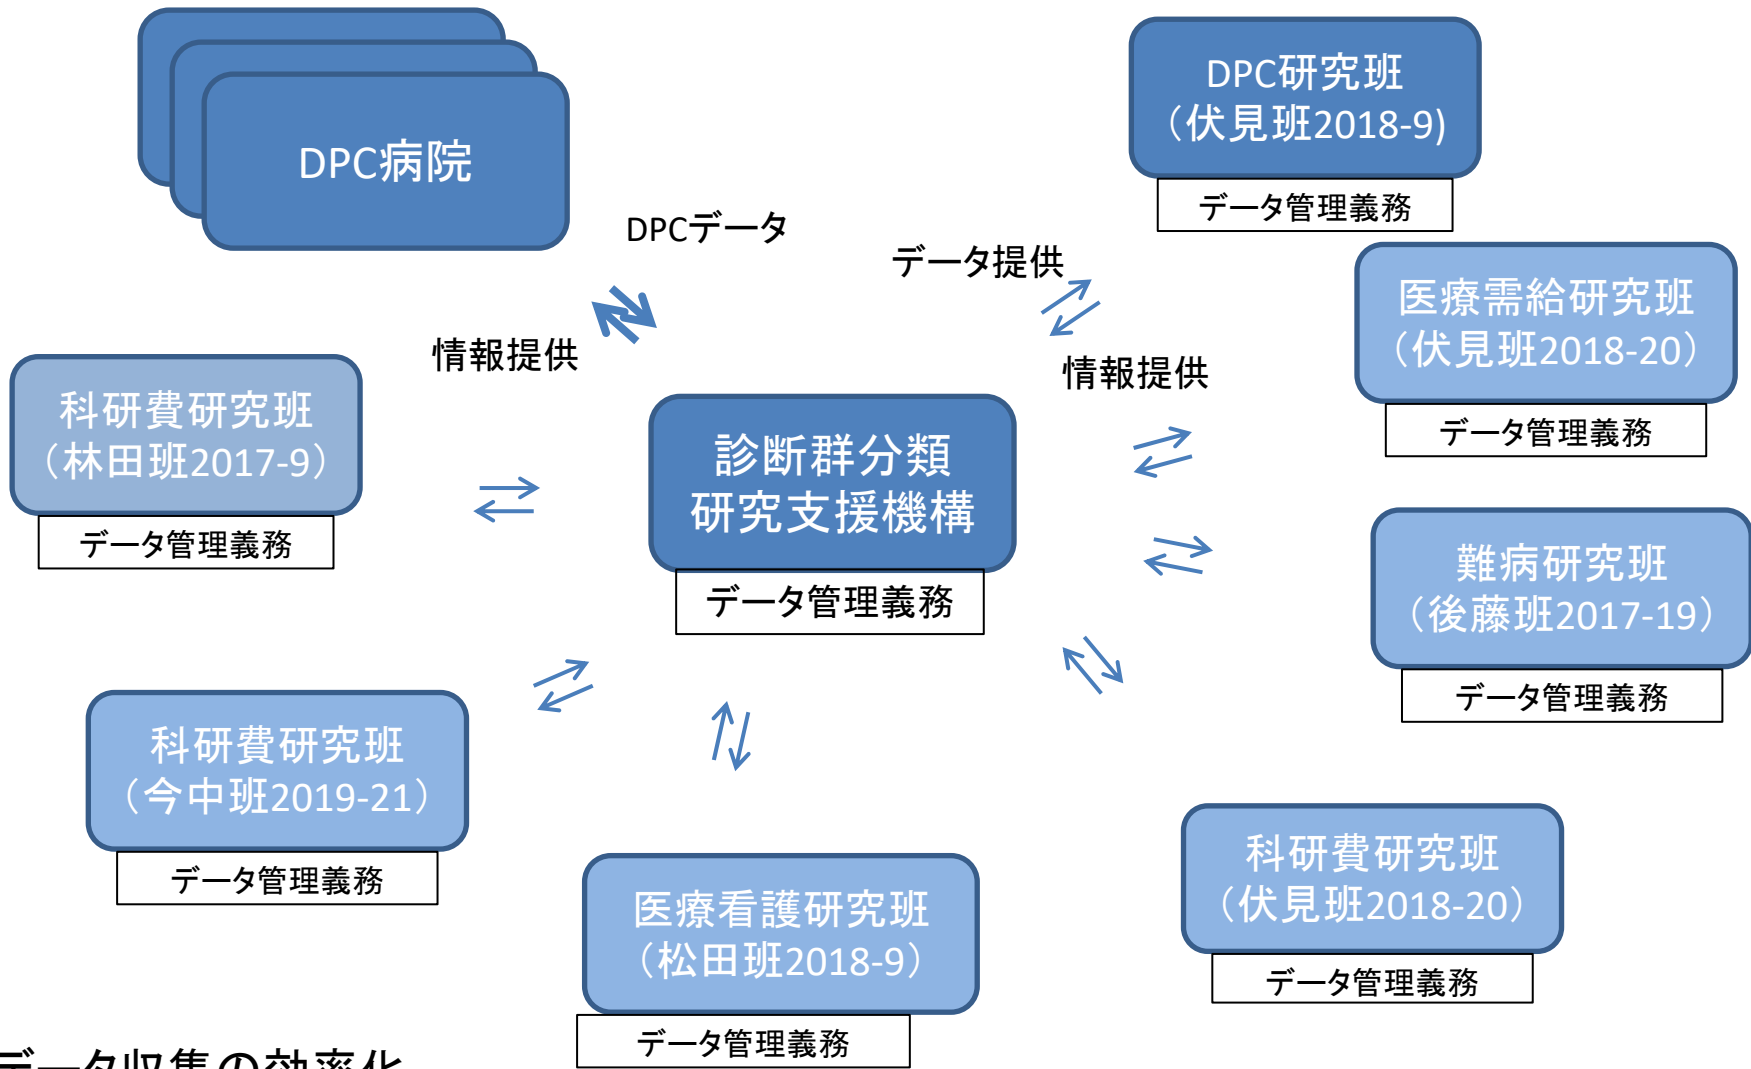 DPC病院
DPC研究班
（伏見班2018-9)
データ管理義務
DPCデータ
データ提供
情報提供
情報提供
医療需給研究班
（伏見班2018-20）
データ管理義務
科研費研究班
（林田班2017-9）
データ管理義務
診断群分類
研究支援機構
データ管理義務
難病研究班
（後藤班2017-19）
データ管理義務
科研費研究班
（今中班2019-21）
データ管理義務
医療看護研究班
（松田班2018-9）
データ管理義務
科研費研究班
（伏見班2018-20）
データ管理義務
データ収集の効率化